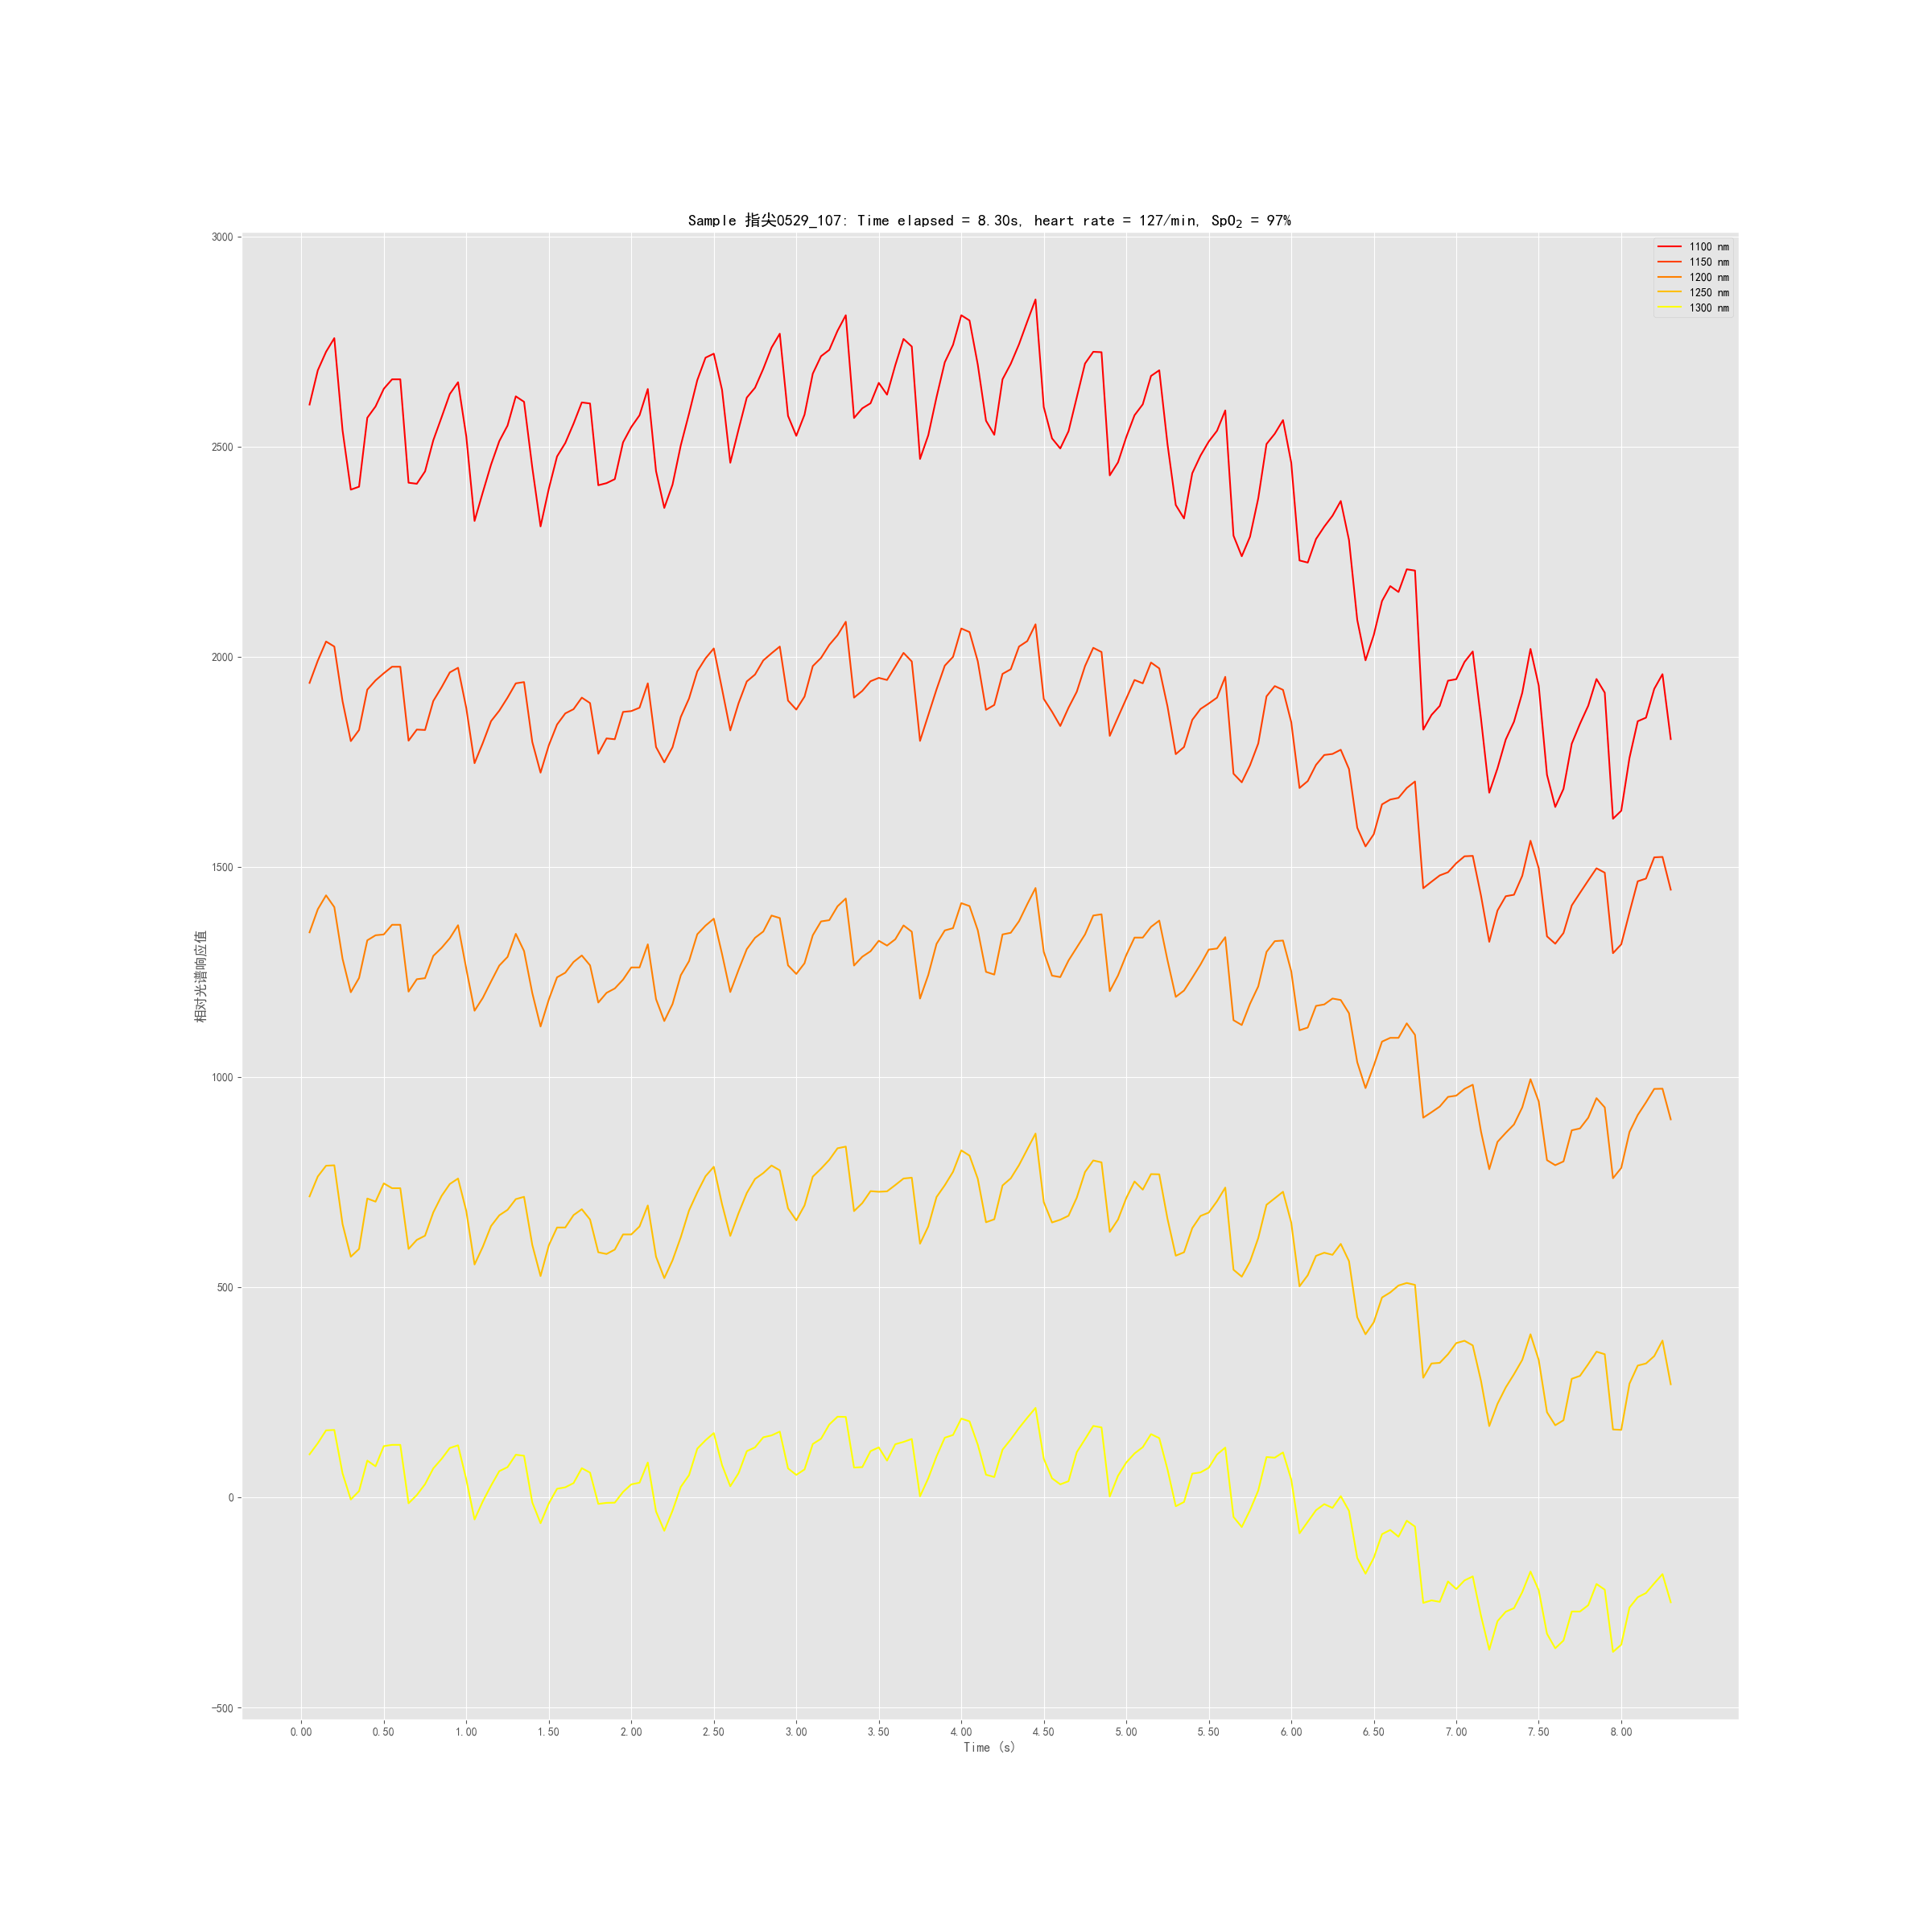 Sample 指尖0529_107: Time elapsed = 8.30s, heart rate = 127/min, SpO₂ = 97%
1100 nm
1150 nm
1200 nm
1250 nm
1300 nm
相对光谱响应值
3000
2500
2000
1500
1000
500
0
−500
0.00 0.50 1.00 1.50 2.00 2.50 3.00 3.50 4.00 4.50 5.00 5.50 6.00 6.50 7.00 7.50 8.00
Time (s)